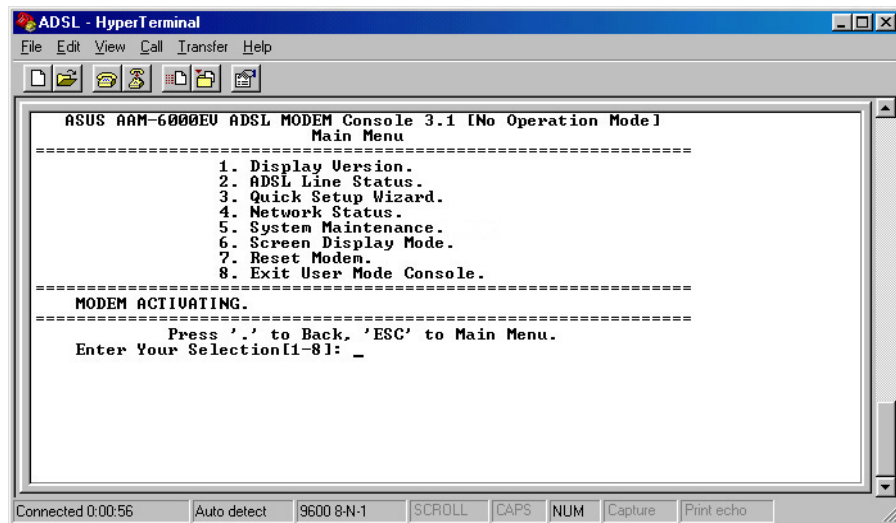 ADSL - HyperTerminal
File Edit View Call Transfer Help
ASUS AAM-6000EV ADSL MODEM Console 3.1 [No Operation Mode]
Main Menu
=================================================================
1. Display Version.
2. ADSL Line Status.
3. Quick Setup Wizard.
4. Network Status.
5. System Maintenance.
6. Screen Display Mode.
7. Reset Modem.
8. Exit User Mode Console.
=================================================================
MODEM ACTIVATING.
=================================================================
Press '.' to Back, 'ESC' to Main Menu.
Enter Your Selection[1-8]: _
Connected 0:00:56 Auto detect 9600 8-N-1 SCROLL CAPS NUM Capture Print echo